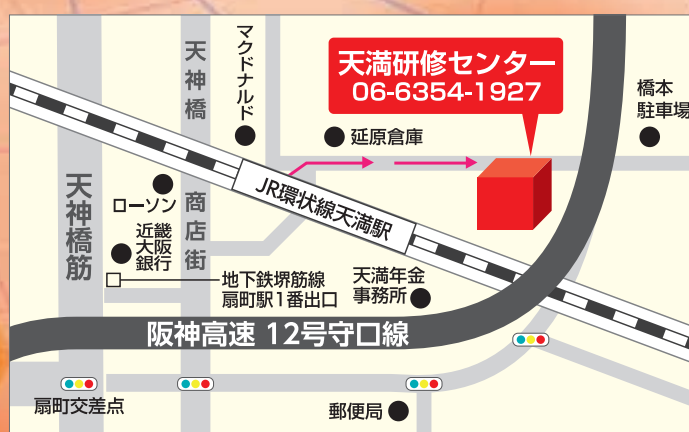 天神橋
マクドナルド
天満研修センター
06-6354-1927
橋本
駐車場
延原倉庫
JR環状線天満駅
天神橋筋
ローソン
商店街
近畿
大阪
銀行
地下鉄堺筋線
扇町駅1番出口
天満年金
事務所
阪神高速 12号守口線
扇町交差点
郵便局